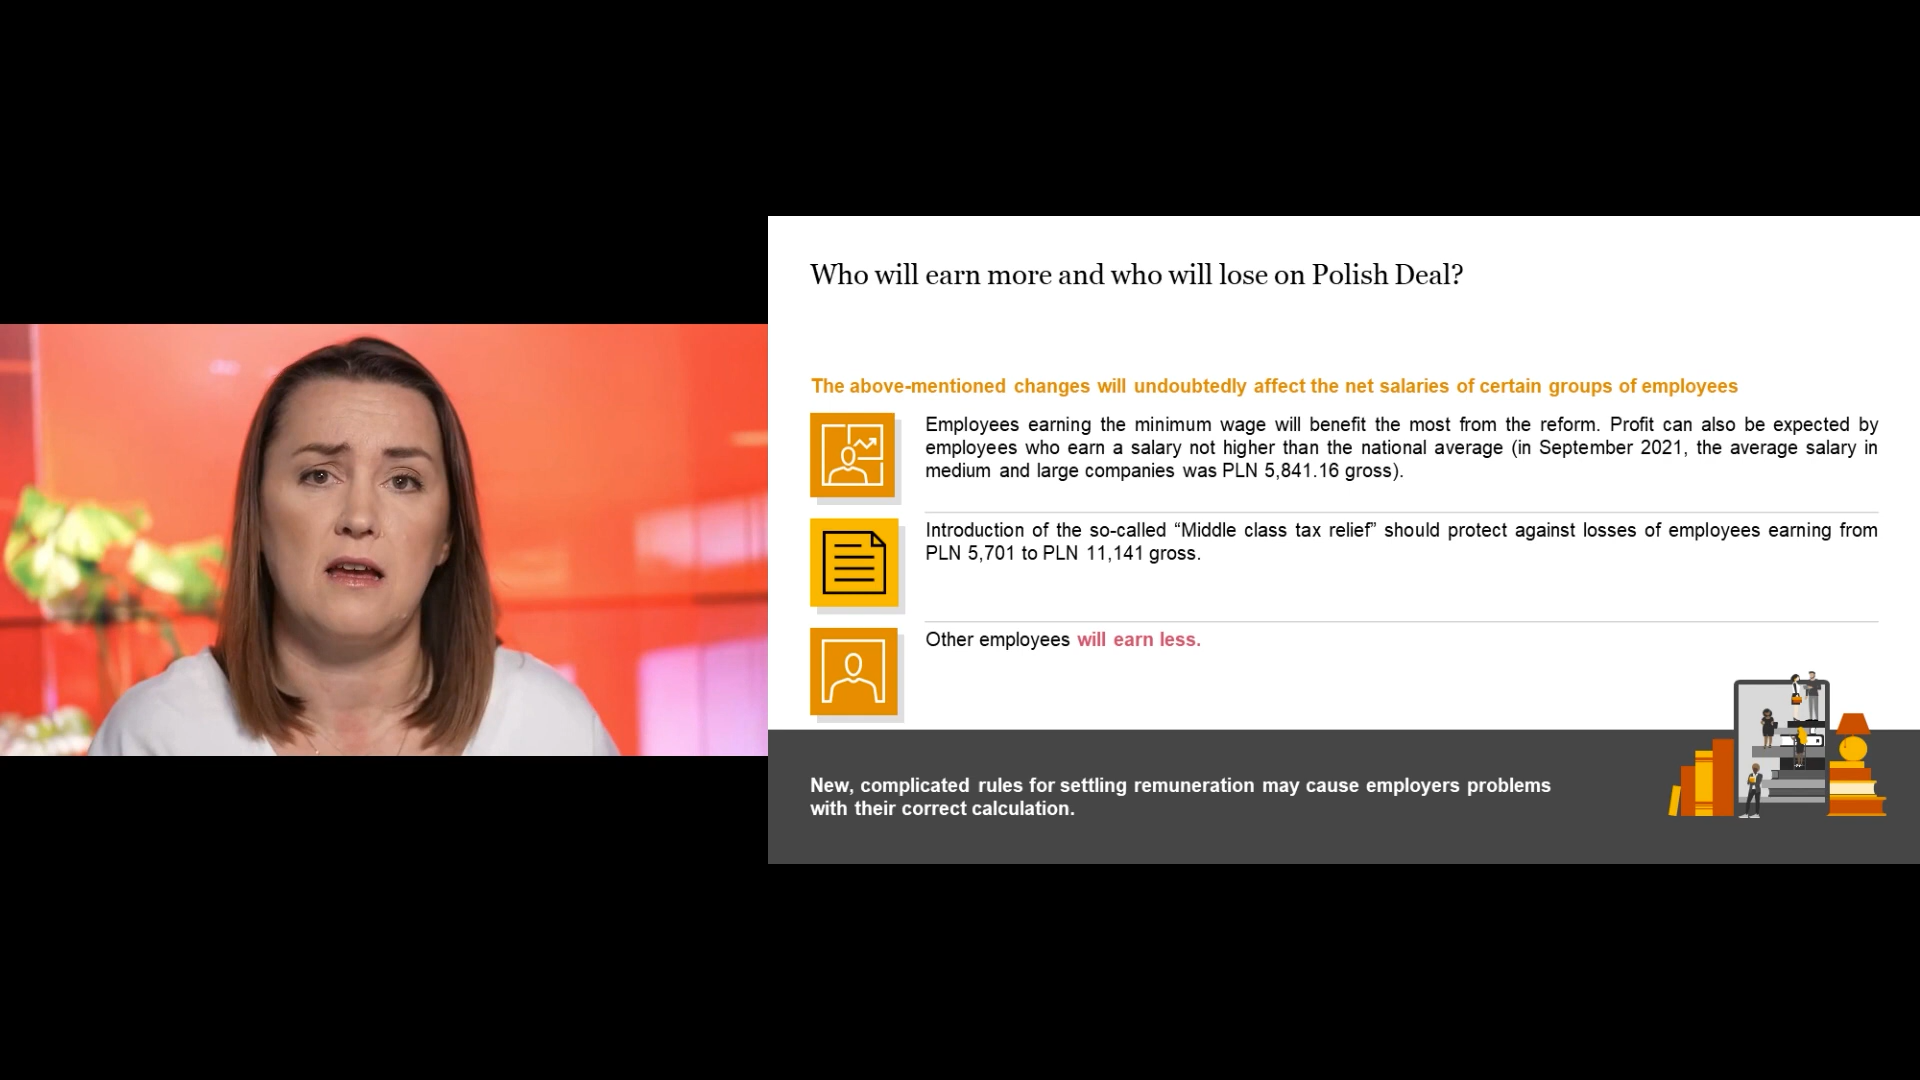 Who will earn more and who will lose on Polish Deal?
The above-mentioned changes will undoubtedly affect the net salaries of certain groups of employees
Employees earning the minimum wage will benefit the most from the reform. Profit can also be expected by
employees who earn a salary not higher than the national average (in September 2021, the average salary in
medium and large companies was PLN 5,841.16 gross).
Introduction of the so-called “Middle class tax relief” should protect against losses of employees earning from
PLN 5,701 to PLN 11,141 gross.
Other employees will earn less.
New, complicated rules for settling remuneration may cause employers problems
with their correct calculation.